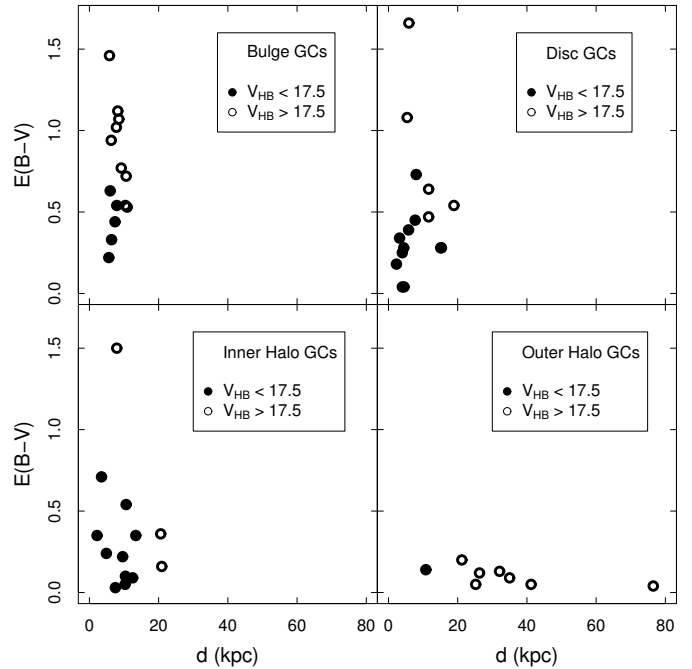 E(B−V)
0.0 0.5 1.0 1.5
Bulge GCs
V_HB < 17.5
V_HB > 17.5
Disc GCs
V_HB < 17.5
V_HB > 17.5
E(B−V)
0.0 0.5 1.0 1.5
Inner Halo GCs
V_HB < 17.5
V_HB > 17.5
Outer Halo GCs
V_HB < 17.5
V_HB > 17.5
0 20 40 60 80
0 20 40 60 80
d (kpc)
d (kpc)